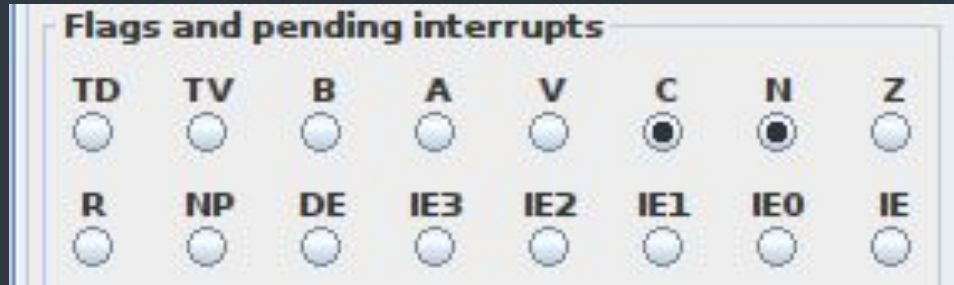 Flags and pending interrupts
TD TV B A V C N Z
R NP DE IE3 IE2 IE1 IE0 IE